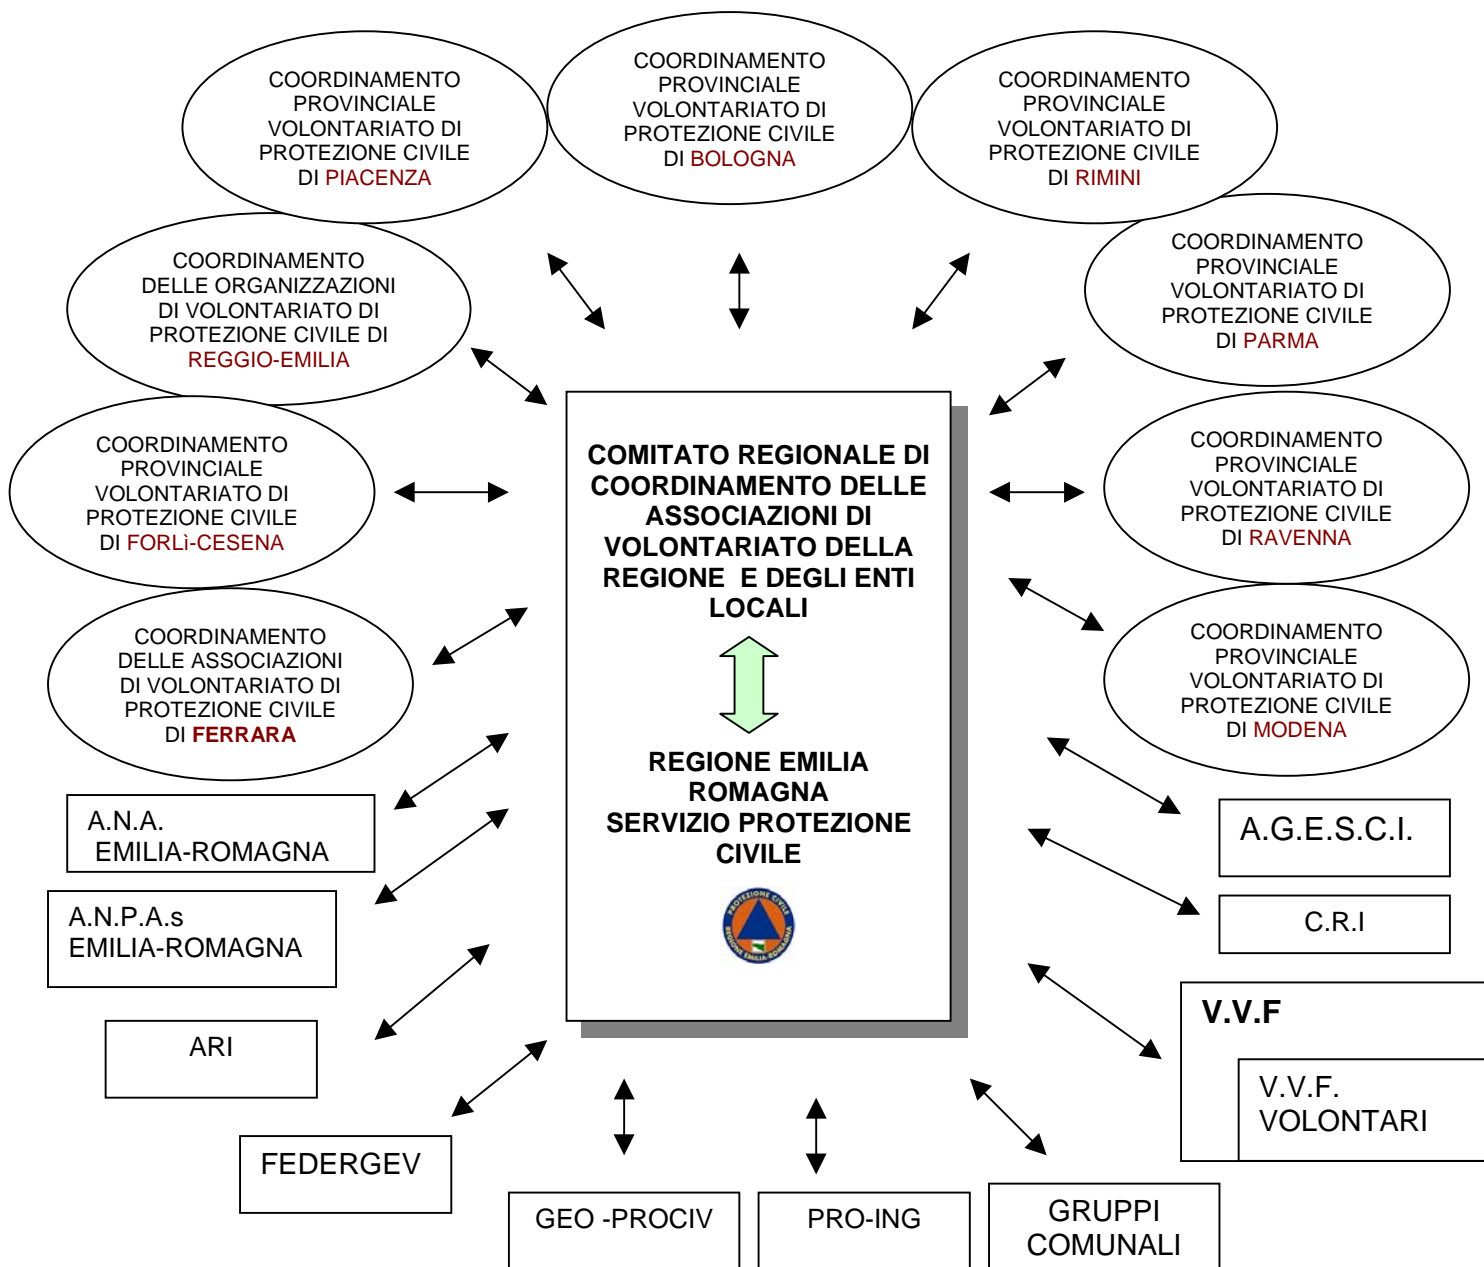 COORDINAMENTO
PROVINCIALE
VOLONTARIATO DI
PROTEZIONE CIVILE
DI PIACENZA
COORDINAMENTO
PROVINCIALE
VOLONTARIATO DI
PROTEZIONE CIVILE
DI BOLOGNA
COORDINAMENTO
PROVINCIALE
VOLONTARIATO DI
PROTEZIONE CIVILE
DI RIMINI
COORDINAMENTO
DELLE ORGANIZZAZIONI
DI VOLONTARIATO DI
PROTEZIONE CIVILE DI
REGGIO-EMILIA
COORDINAMENTO
PROVINCIALE
VOLONTARIATO DI
PROTEZIONE CIVILE
DI PARMA
COORDINAMENTO
PROVINCIALE
VOLONTARIATO DI
PROTEZIONE CIVILE
DI FORLì-CESENA
COMITATO REGIONALE DI
COORDINAMENTO DELLE
ASSOCIAZIONI DI
VOLONTARIATO DELLA
REGIONE E DEGLI ENTI
LOCALI
COORDINAMENTO
PROVINCIALE
VOLONTARIATO DI
PROTEZIONE CIVILE
DI RAVENNA
COORDINAMENTO
DELLE ASSOCIAZIONI
DI VOLONTARIATO DI
PROTEZIONE CIVILE
DI FERRARA
COORDINAMENTO
PROVINCIALE
VOLONTARIATO DI
PROTEZIONE CIVILE
DI MODENA
REGIONE EMILIA
ROMAGNA
SERVIZIO PROTEZIONE
CIVILE
PROTEZIONE CIVILE
REGIONE EMILIA-ROMAGNA
A.N.A.
EMILIA-ROMAGNA
A.G.E.S.C.I.
A.N.P.A.s
EMILIA-ROMAGNA
C.R.I
ARI
V.V.F
V.V.F.
VOLONTARI
FEDERGEV
GEO -PROCIV
PRO-ING
GRUPPI
COMUNALI